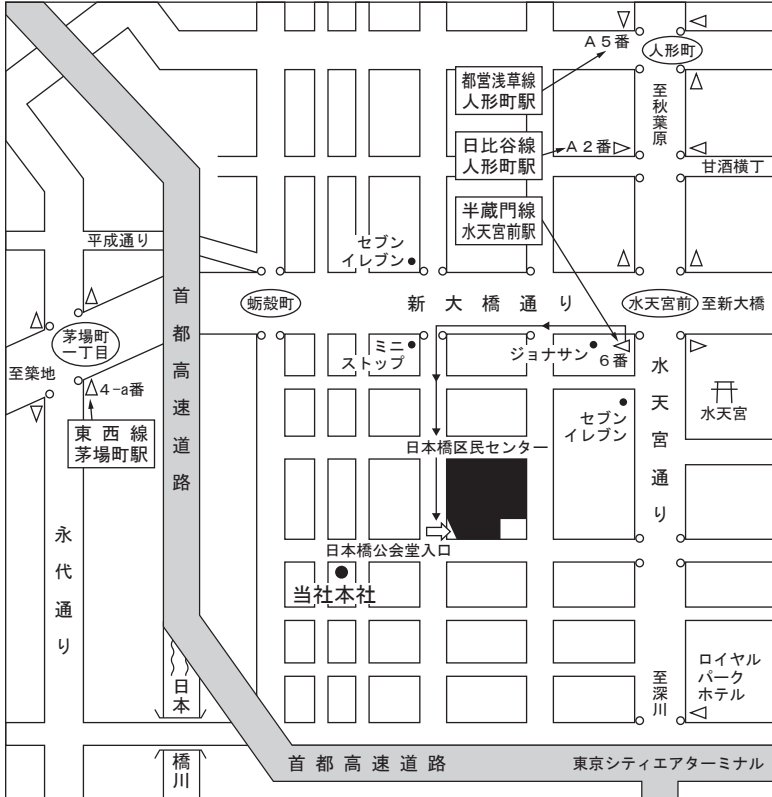 A5番
人形町
都営浅草線
人形町駅
至秋葉原
日比谷線
人形町駅
A2番
甘酒横丁
半蔵門線
水天宮前駅
平成通り
セブン
イレブン
首都高速道路
蛎殻町
新大橋通り
水天宮前
至新大橋
茅場町
一丁目
ミニ
ストップ
ジョナサン
6番
至築地
4-a番
水天宮通り
水天宮
東西線
茅場町駅
セブン
イレブン
日本橋区民センター
永代通り
日本橋公会堂入口
当社本社
日本
橋川
至深川
ロイヤル
パーク
ホテル
首都高速道路
東京シティエアターミナル